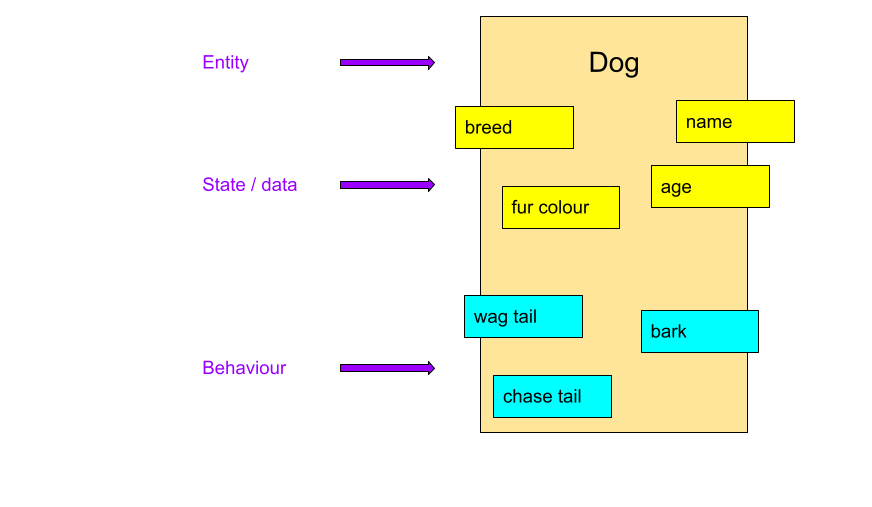 Entity
Dog
breed
name
State / data
fur colour
age
wag tail
bark
Behaviour
chase tail